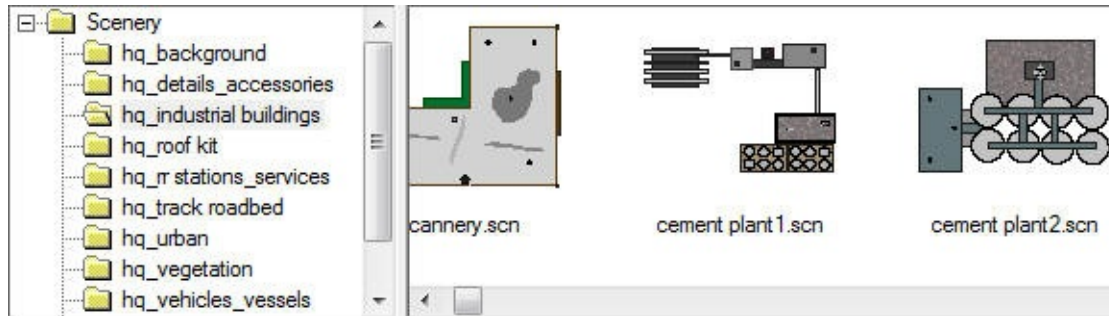 Scenery
hq_background
hq_details_accessories
hq_industrial buildings
hq_roof kit
hq_rr stations_services
hq_track roadbed
hq_urban
hq_vegetation
hq_vehicles_vessels
cannery.scn
cement plant1.scn
cement plant2.scn